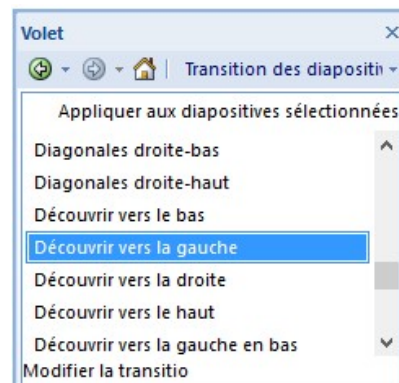 Volet
Transition des diapositiv
Appliquer aux diapositives sélectionnées
Diagonales droite-bas
Diagonales droite-haut
Découvrir vers le bas
Découvrir vers la gauche
Découvrir vers la droite
Découvrir vers le haut
Découvrir vers la gauche en bas
Modifier la transitio